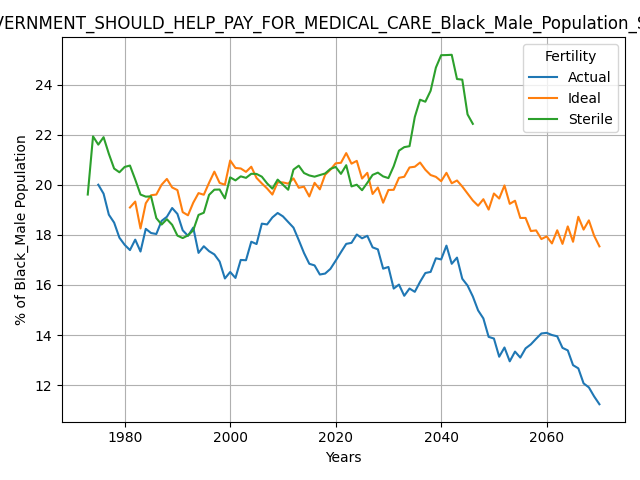 VERNMENT_SHOULD_HELP_PAY_FOR_MEDICAL_CARE_Black_Male_Population_S
Fertility
Actual
Ideal
Sterile
% of Black_Male Population
24
22
20
18
16
14
12
1980 2000 2020 2040 2060
Years